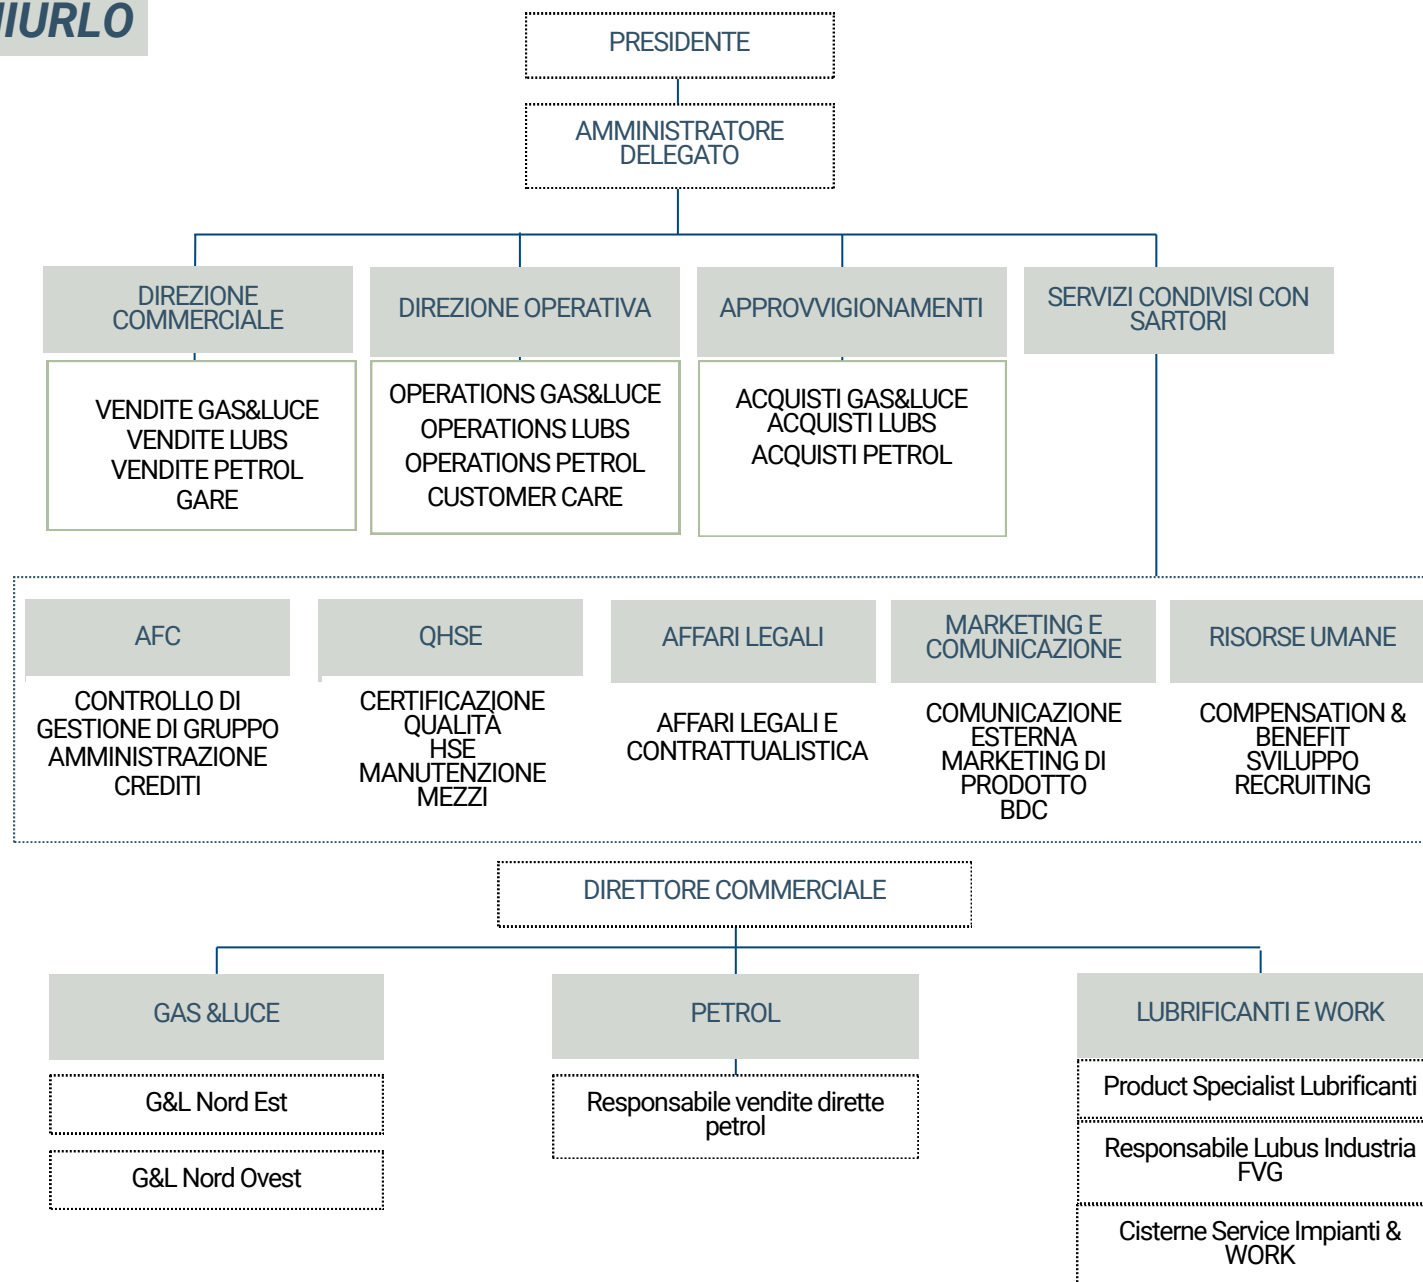 PRESIDENTE
AMMINISTRATORE
DELEGATO
DIREZIONE
COMMERCIALE
DIREZIONE OPERATIVA
APPROVVIGIONAMENTI
SERVIZI CONDIVISI CON
SARTORI
VENDITE GAS&LUCE
VENDITE LUBS
VENDITE PETROL
GARE
OPERATIONS GAS&LUCE
OPERATIONS LUBS
OPERATIONS PETROL
CUSTOMER CARE
ACQUISTI GAS&LUCE
ACQUISTI LUBS
ACQUISTI PETROL
AFC
QHSE
AFFARI LEGALI
MARKETING E
COMUNICAZIONE
RISORSE UMANE
CONTROLLO DI
GESTIONE DI GRUPPO
AMMINISTRAZIONE
CREDITI
CERTIFICAZIONE
QUALITÀ
HSE
MANUTENZIONE
MEZZI
AFFARI LEGALI E
CONTRATTUALISTICA
COMUNICAZIONE
ESTERNA
MARKETING DI
PRODOTTO
BDC
COMPENSATION &
BENEFIT
SVILUPPO
RECRUITING
DIRETTORE COMMERCIALE
GAS &LUCE
PETROL
LUBRIFICANTI E WORK
G&L Nord Est
G&L Nord Ovest
Responsabile vendite dirette
petrol
Product Specialist Lubrificanti
Responsabile Lubus Industria
FVG
Cisterne Service Impianti &
WORK